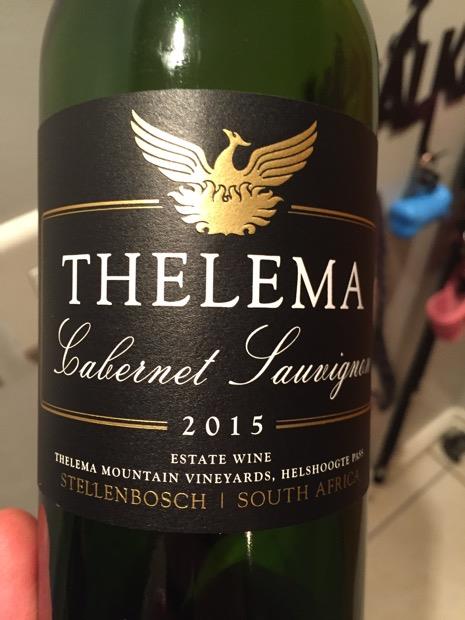 THELEMA
Cabernet Sauvignon
2015
ESTATE WINE
THELEMA MOUNTAIN VINEYARDS, HELSHOOGTE PASS
STELLENBOSCH | SOUTH AFRICA